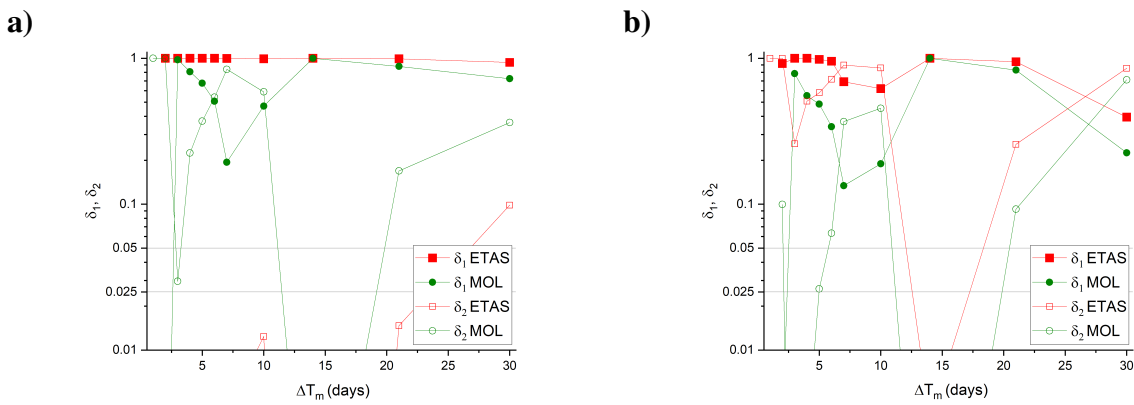 a)
1
0.1
0.05
0.025
0.01
δ₁, δ₂
5 10 15 20 25 30
ΔTₘ (days)
δ₁ ETAS
δ₁ MOL
δ₂ ETAS
δ₂ MOL
b)
1
0.1
0.05
0.025
0.01
δ₁, δ₂
5 10 15 20 25 30
ΔTₘ (days)
δ₁ ETAS
δ₁ MOL
δ₂ ETAS
δ₂ MOL